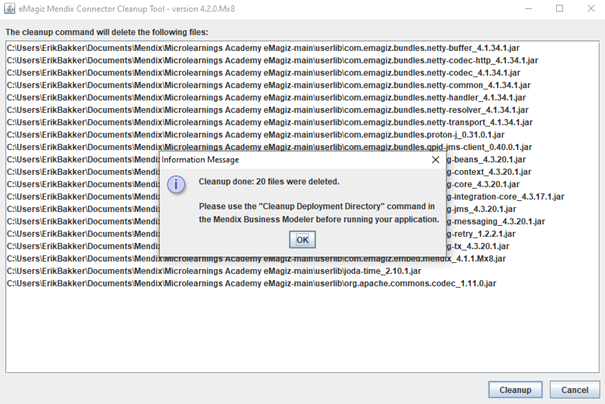 eMagiz Mendix Connector Cleanup Tool - version 4.2.0.Mx8
The cleanup command will delete the following files:
C:\Users\ErikBakker\Documents\Mendix\Microlearnings Academy eMagiz-main\userlib\com.emagiz.bundles.netty-buffer_4.1.34.1.jar
C:\Users\ErikBakker\Documents\Mendix\Microlearnings Academy eMagiz-main\userlib\com.emagiz.bundles.netty-codec-http_4.1.34.1.jar
C:\Users\ErikBakker\Documents\Mendix\Microlearnings Academy eMagiz-main\userlib\com.emagiz.bundles.netty-codec_4.1.34.1.jar
C:\Users\ErikBakker\Documents\Mendix\Microlearnings Academy eMagiz-main\userlib\com.emagiz.bundles.netty-common_4.1.34.1.jar
C:\Users\ErikBakker\Documents\Mendix\Microlearnings Academy eMagiz-main\userlib\com.emagiz.bundles.netty-handler_4.1.34.1.jar
C:\Users\ErikBakker\Documents\Mendix\Microlearnings Academy eMagiz-main\userlib\com.emagiz.bundles.netty-resolver_4.1.34.1.jar
C:\Users\ErikBakker\Documents\Mendix\Microlearnings Academy eMagiz-main\userlib\com.emagiz.bundles.netty-transport_4.1.34.1.jar
C:\Users\ErikBakker\Documents\Mendix\Microlearnings Academy eMagiz-main\userlib\com.emagiz.bundles.proton-j_0.31.0.1.jar
C:\Users\ErikBakker\Documents\Mendix\Microlearnings Academy eMagiz-main\userlib\com.emagiz.bundles.qpid-jms-client_0.40.0.1.jar
C:\Users\ErikBakker\Documents\Mendix\ g-beans_4.3.20.1.jar
C:\Users\ErikBakker\Documents\Mendix\ g-context_4.3.20.1.jar
C:\Users\ErikBakker\Documents\Mendix\ g-core_4.3.20.1.jar
C:\Users\ErikBakker\Documents\Mendix\ g-integration-core_4.3.17.1.jar
C:\Users\ErikBakker\Documents\Mendix\ g-jms_4.3.20.1.jar
C:\Users\ErikBakker\Documents\Mendix\ g-messaging_4.3.20.1.jar
C:\Users\ErikBakker\Documents\Mendix\ g-retry_1.2.2.1.jar
C:\Users\ErikBakker\Documents\Mendix\ g-tx_4.3.20.1.jar
C:\Users\ErikBakker\Documents\Mendix\Microlearnings Academy eMagiz-main\userlib\com.emagiz.embed.mendix_4.1.1.Mx8.jar
C:\Users\ErikBakker\Documents\Mendix\Microlearnings Academy eMagiz-main\userlib\joda-time_2.10.1.jar
C:\Users\ErikBakker\Documents\Mendix\Microlearnings Academy eMagiz-main\userlib\org.apache.commons.codec_1.11.0.jar
Information Message
Cleanup done: 20 files were deleted.
Please use the "Cleanup Deployment Directory" command in
the Mendix Business Modeler before running your application.
OK
Cleanup
Cancel